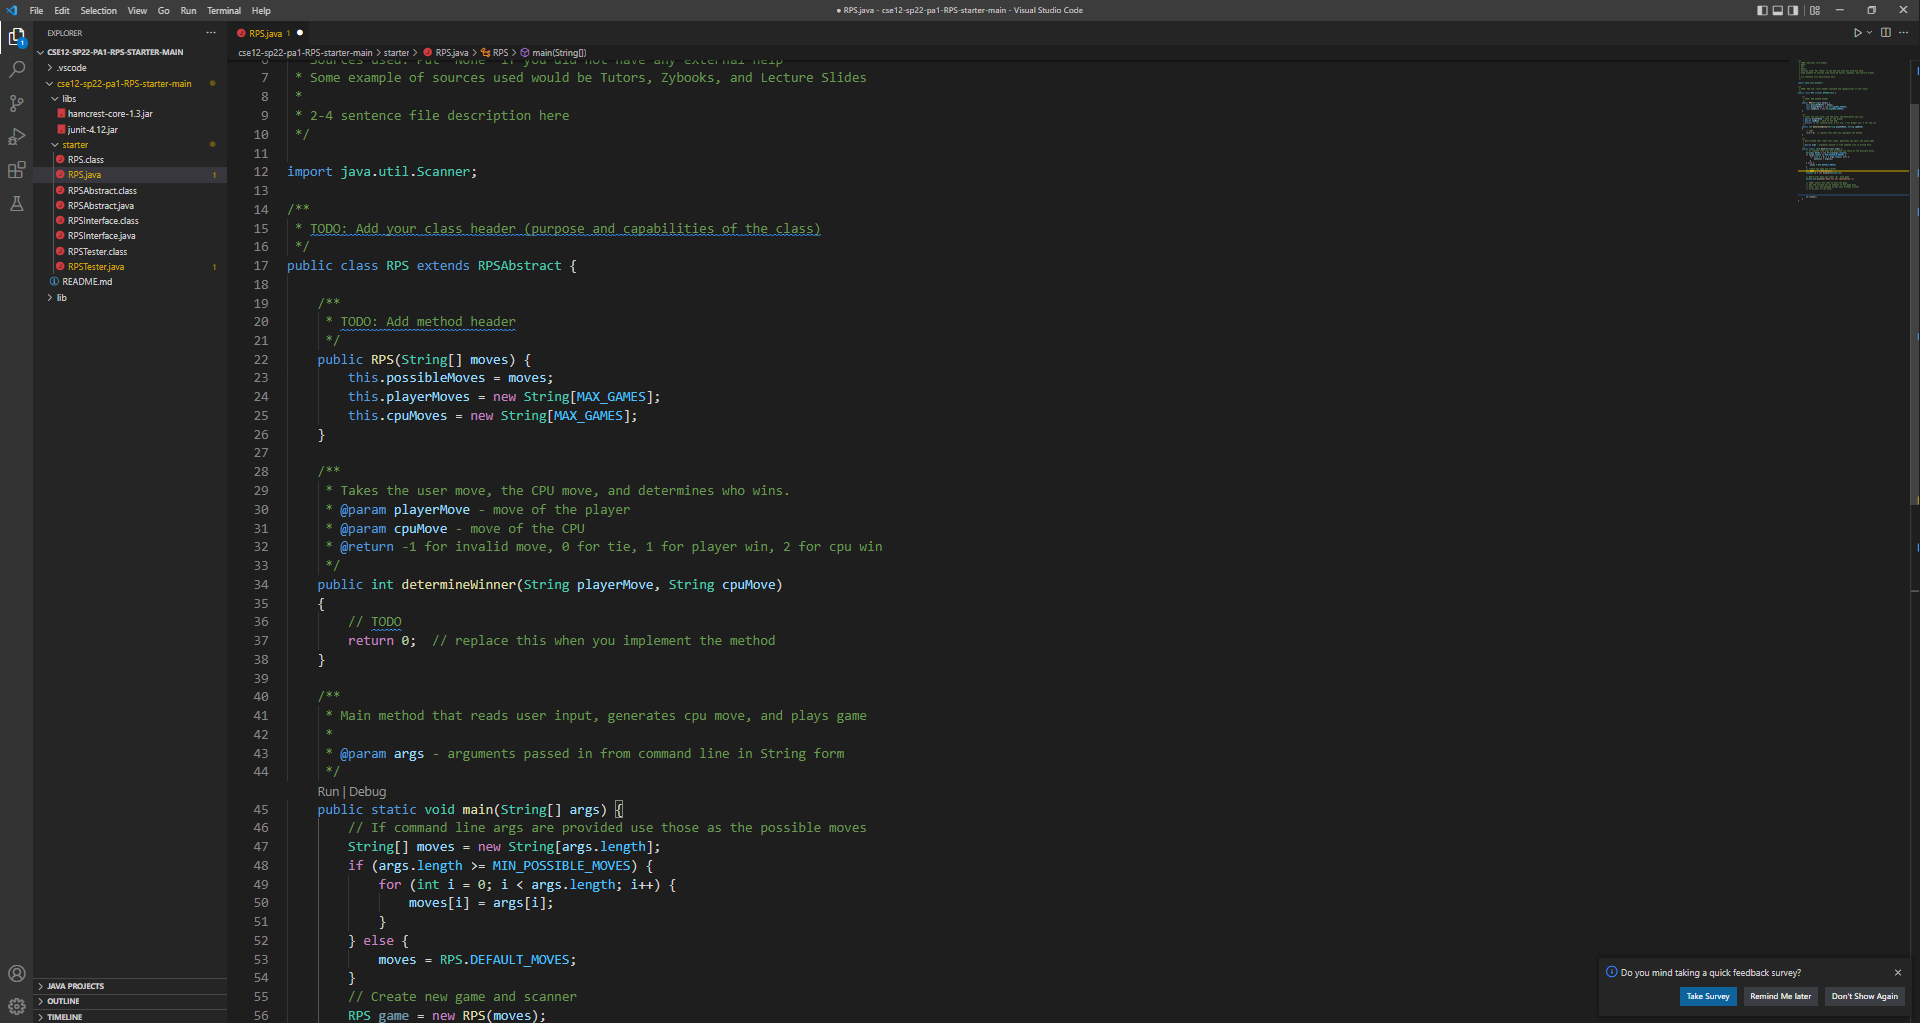 File Edit Selection View Go Run Terminal Help
● RPS.java - cse12-sp22-pa1-RPS-starter-main - Visual Studio Code
EXPLORER ···
CSE12-SP22-PA1-RPS-STARTER-MAIN
.vscode
cse12-sp22-pa1-RPS-starter-main
libs
hamcrest-core-1.3.jar
junit-4.12.jar
starter
RPS.class
RPS.java 1
RPSAbstract.class
RPSAbstract.java
RPSInterface.class
RPSInterface.java
RPSTester.class
RPSTester.java 1
README.md
lib
JAVA PROJECTS
OUTLINE
TIMELINE
RPS.java 1 ●
cse12-sp22-pa1-RPS-starter-main > starter > RPS.java > RPS > main(String[])
6 * Sources used: Put "None" if you did not have any external help
7 * Some example of sources used would be Tutors, Zybooks, and Lecture Slides
8 *
9 * 2-4 sentence file description here
10 */
11
12 import java.util.Scanner;
13
14 /**
15 * TODO: Add your class header (purpose and capabilities of the class)
16 */
17 public class RPS extends RPSAbstract {
18
19 /**
20 * TODO: Add method header
21 */
22 public RPS(String[] moves) {
23 this.possibleMoves = moves;
24 this.playerMoves = new String[MAX_GAMES];
25 this.cpuMoves = new String[MAX_GAMES];
26 }
27
28 /**
29 * Takes the user move, the CPU move, and determines who wins.
30 * @param playerMove - move of the player
31 * @param cpuMove - move of the CPU
32 * @return -1 for invalid move, 0 for tie, 1 for player win, 2 for cpu win
33 */
34 public int determineWinner(String playerMove, String cpuMove)
35 {
36 // TODO
37 return 0; // replace this when you implement the method
38 }
39
40 /**
41 * Main method that reads user input, generates cpu move, and plays game
42 *
43 * @param args - arguments passed in from command line in String form
44 */
Run | Debug
45 public static void main(String[] args) {
46 // If command line args are provided use those as the possible moves
47 String[] moves = new String[args.length];
48 if (args.length >= MIN_POSSIBLE_MOVES) {
49 for (int i = 0; i < args.length; i++) {
50 moves[i] = args[i];
51 }
52 } else {
53 moves = RPS.DEFAULT_MOVES;
54 }
55 // Create new game and scanner
56 RPS game = new RPS(moves);
Do you mind taking a quick feedback survey?
Take Survey Remind Me later Don't Show Again